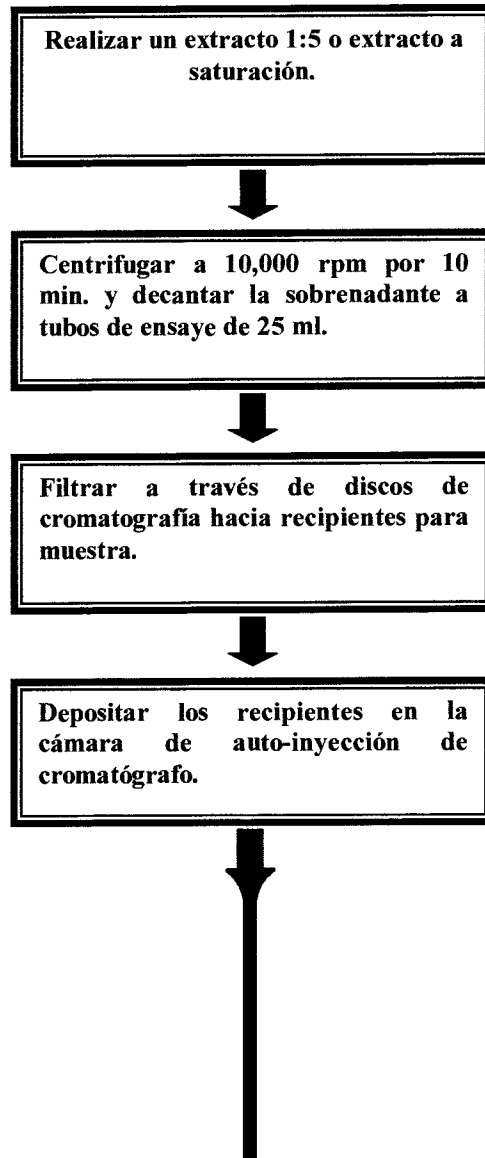 Realizar un extracto 1:5 o extracto a
saturación.
Centrifugar a 10,000 rpm por 10
min. y decantar la sobrenadante a
tubos de ensaye de 25 ml.
Filtrar a través de discos de
cromatografía hacia recipientes para
muestra.
Depositar los recipientes en la
cámara de auto-inyección de
cromatógrafo.